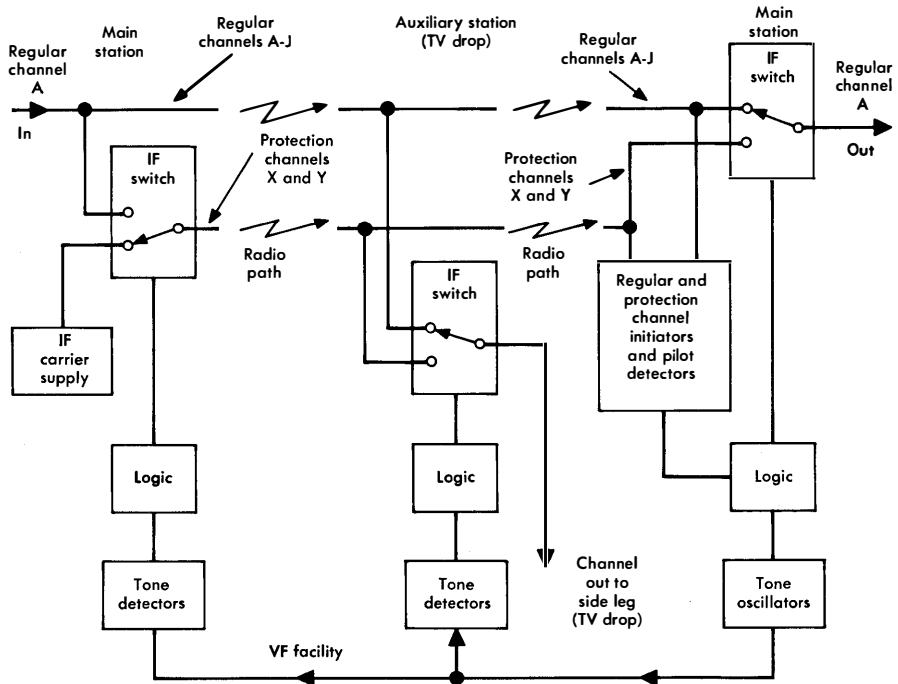 Main
station
Regular
channels A-J
Auxiliary station
(TV drop)
Regular
channels A-J
Main
station
Regular
channel
A
In
IF
switch
Regular
channel
A
Out
Protection
channels
X and Y
IF
switch
Protection
channels
X and Y
Radio
path
Radio
path
IF
carrier
supply
IF
switch
Regular and
protection
channel
initiators
and pilot
detectors
Logic
Logic
Logic
Tone
detectors
Tone
detectors
Channel
out to
side leg
(TV drop)
Tone
oscillators
VF facility